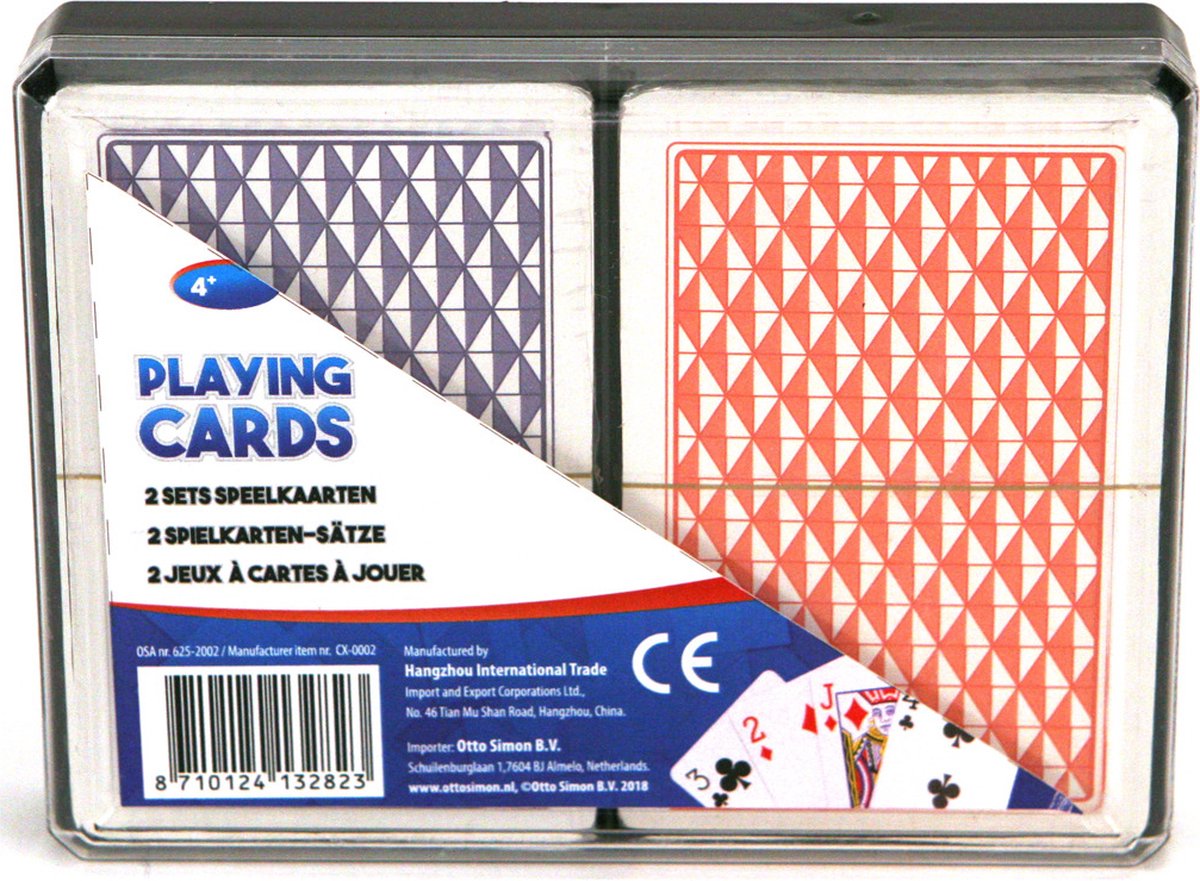 4+
PLAYING
CARDS
2 SETS SPEELKAARTEN
2 SPIELKARTEN-SÄTZE
2 JEUX À CARTES À JOUER
OSA nr. 625-2002 / Manufacturer item nr. CX-0002
8 710124 132823
Manufactured by
Hangzhou International Trade
Import and Export Corporations Ltd.,
No. 46 Tian Mu Shan Road, Hangzhou, China.
Importer: Otto Simon B.V.
Schuilenburglaan 1,7604 BJ Almelo, Netherlands.
www.ottosimon.nl, ©Otto Simon B.V. 2018
CE
3
2
J
4